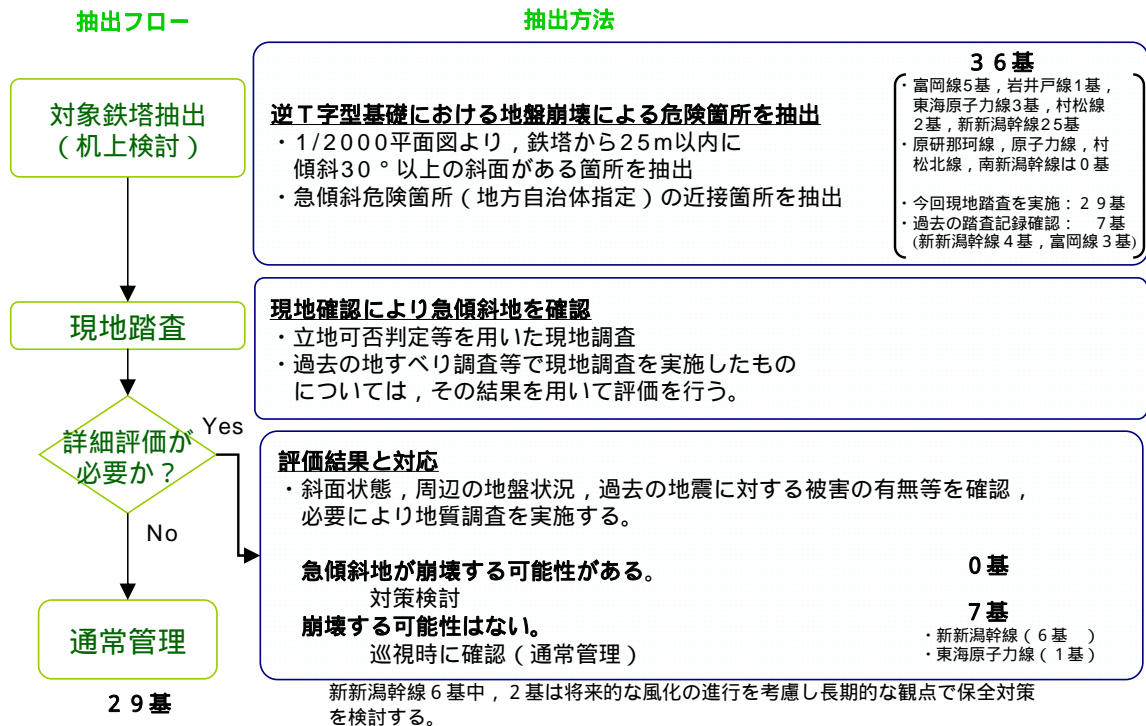 抽出フロー
抽出方法
対象鉄塔抽出
(机上検討)
逆T字型基礎における地盤崩壊による危険箇所を抽出
・1/2000平面図より,鉄塔から25m以内に
傾斜30°以上の斜面がある箇所を抽出
・急傾斜危険箇所(地方自治体指定)の近接箇所を抽出
36基
・富岡線5基,岩井戸線1基,
東海原子力線3基,村松線
2基,新新潟幹線25基
・原研那珂線,原子力線,村
松北線,南新潟幹線は0基
・今回現地踏査を実施:29基
・過去の踏査記録確認: 7基
(新新潟幹線4基,富岡線3基)
現地踏査
現地確認により急傾斜地を確認
・立地可否判定等を用いた現地調査
・過去の地すべり調査等で現地調査を実施したもの
については,その結果を用いて評価を行う。
詳細評価が
必要か?
Yes
No
評価結果と対応
・斜面状態,周辺の地盤状況,過去の地震に対する被害の有無等を確認,
必要により地質調査を実施する。
急傾斜地が崩壊する可能性がある。
0基
対策検討
崩壊する可能性はない。
7基
巡視時に確認(通常管理)
・新新潟幹線(6基 )
・東海原子力線(1基)
通常管理
29基
新新潟幹線6基中,2基は将来的な風化の進行を考慮し長期的な観点で保全対策
を検討する。